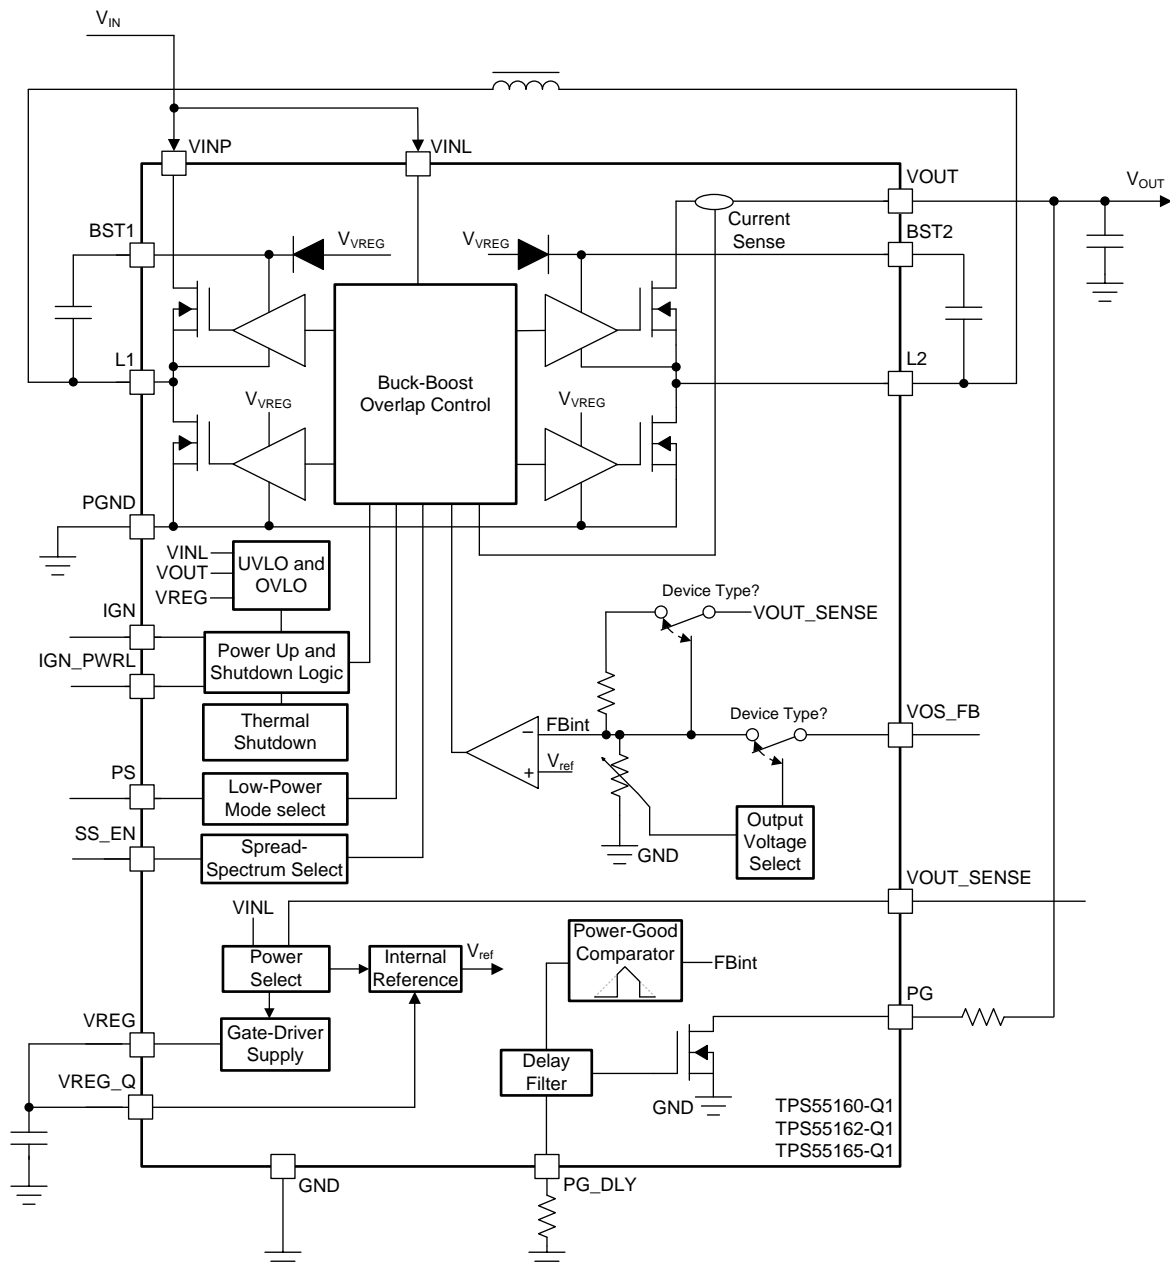 VIN
VINP
VINL
VOUT
VOUT
BST1
VVREG
VVREG
Current
Sense
BST2
L1
Buck-Boost
Overlap Control
L2
VVREG
VVREG
PGND
VINL
VOUT
VREG
UVLO and
OVLO
IGN
Device Type?
VOUT_SENSE
Power Up and
Shutdown Logic
IGN_PWRL
Thermal
Shutdown
FBint
Device Type?
VOS_FB
−
+
Vref
PS
Low-Power
Mode select
SS_EN
Spread-
Spectrum Select
GND
Output
Voltage
Select
VOUT_SENSE
VINL
Power
Select
Internal
Reference
Vref
Power-Good
Comparator
FBint
PG
VREG
Gate-Driver
Supply
VREG_Q
Delay
Filter
GND
TPS55160-Q1
TPS55162-Q1
TPS55165-Q1
GND
PG_DLY